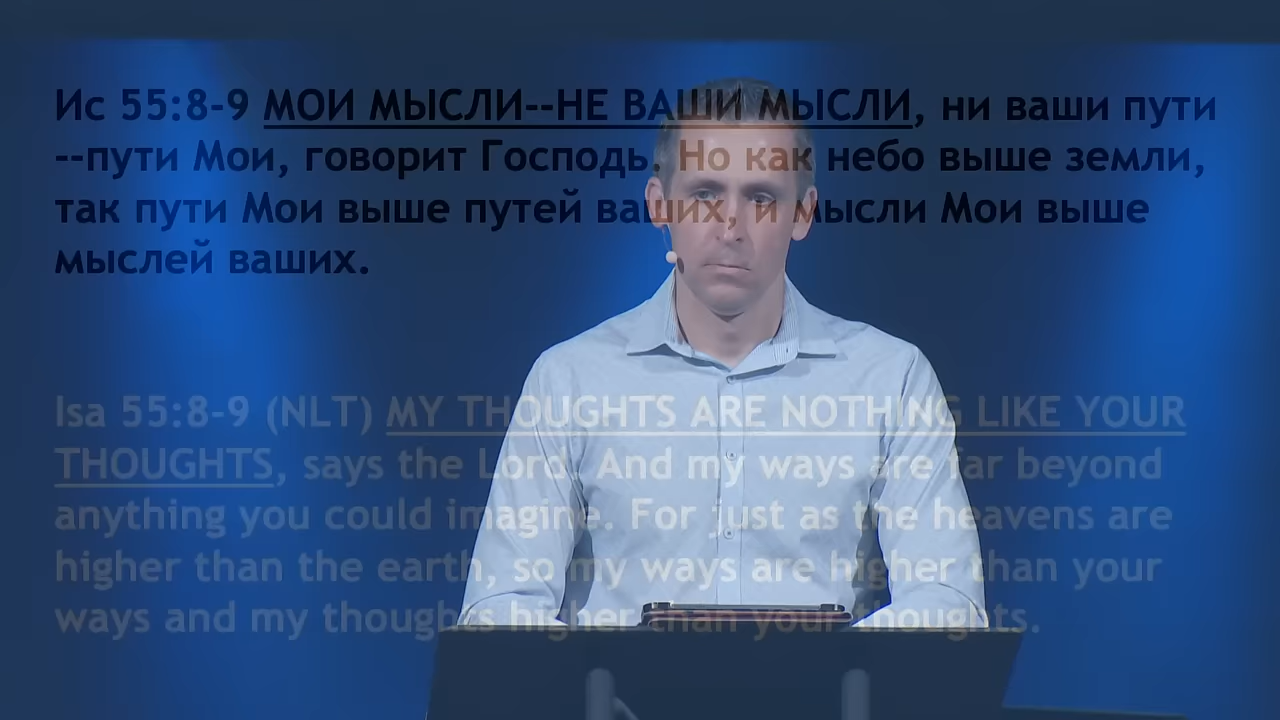 Ис 55:8-9 МОИ МЫСЛИ--НЕ ВАШИ МЫСЛИ, ни ваши пути
--пути Мои, говорит Господь. Но как небо выше земли,
так пути Мои выше путей ваших, и мысли Мои выше
мыслей ваших.
Isa 55:8-9 (NLT) MY THOUGHTS ARE NOTHING LIKE YOUR
THOUGHTS, says the Lord. And my ways are far beyond
anything you could imagine. For just as the heavens are
higher than the earth, so my ways are higher than your
ways and my thoughts higher than your thoughts.